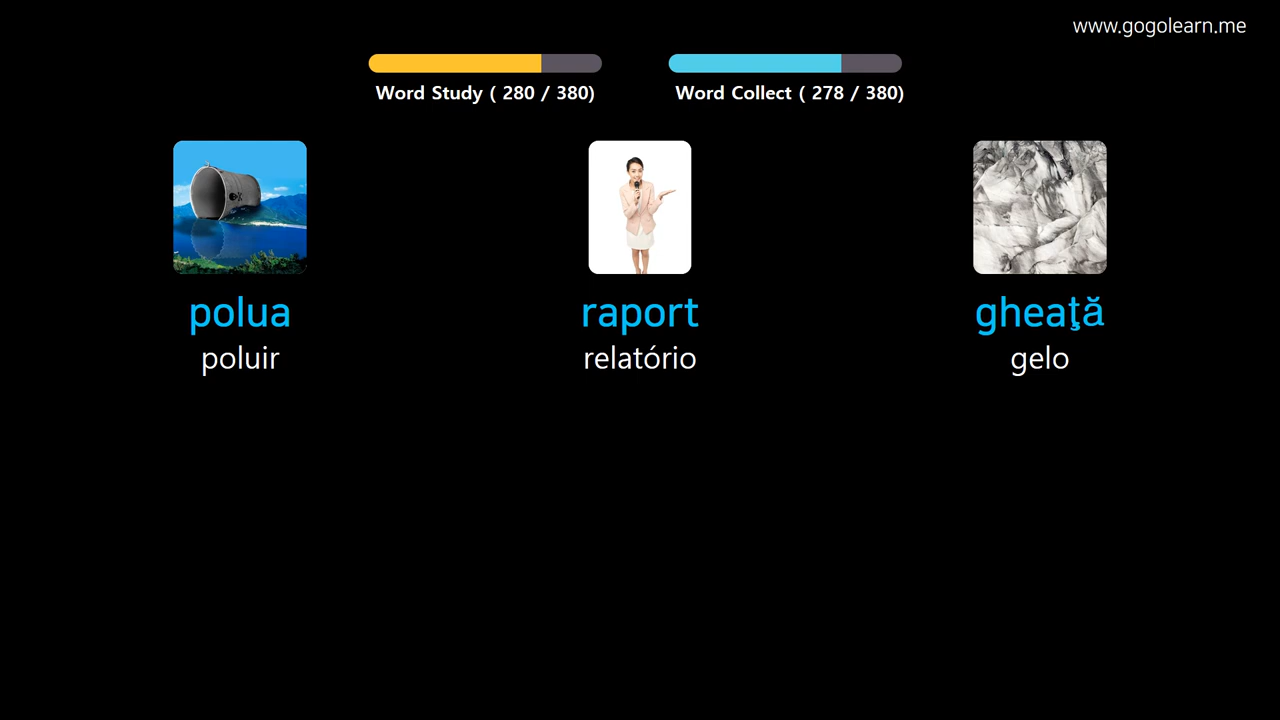 www.gogolearn.me
Word Study ( 280 / 380)
Word Collect ( 278 / 380)
polua
raport
gheaţă
poluir
relatório
gelo